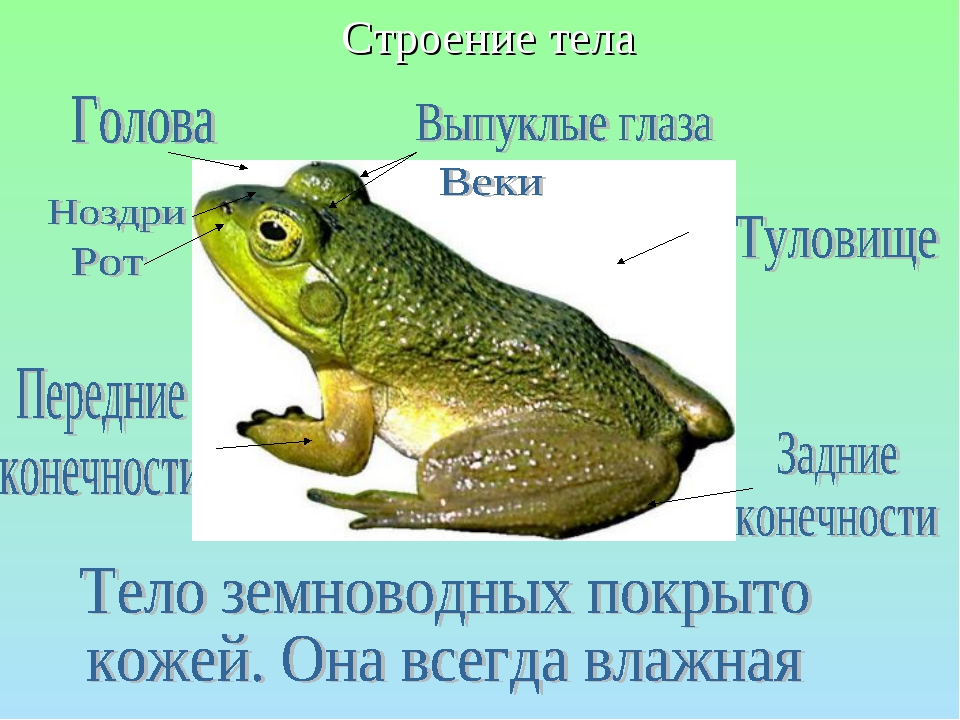 Строение тела
Голова
Выпуклые глаза
Веки
Ноздри
Рот
Туловище
Передние
конечности
Задние
конечности
Тело земноводных покрыто
кожей. Она всегда влажная